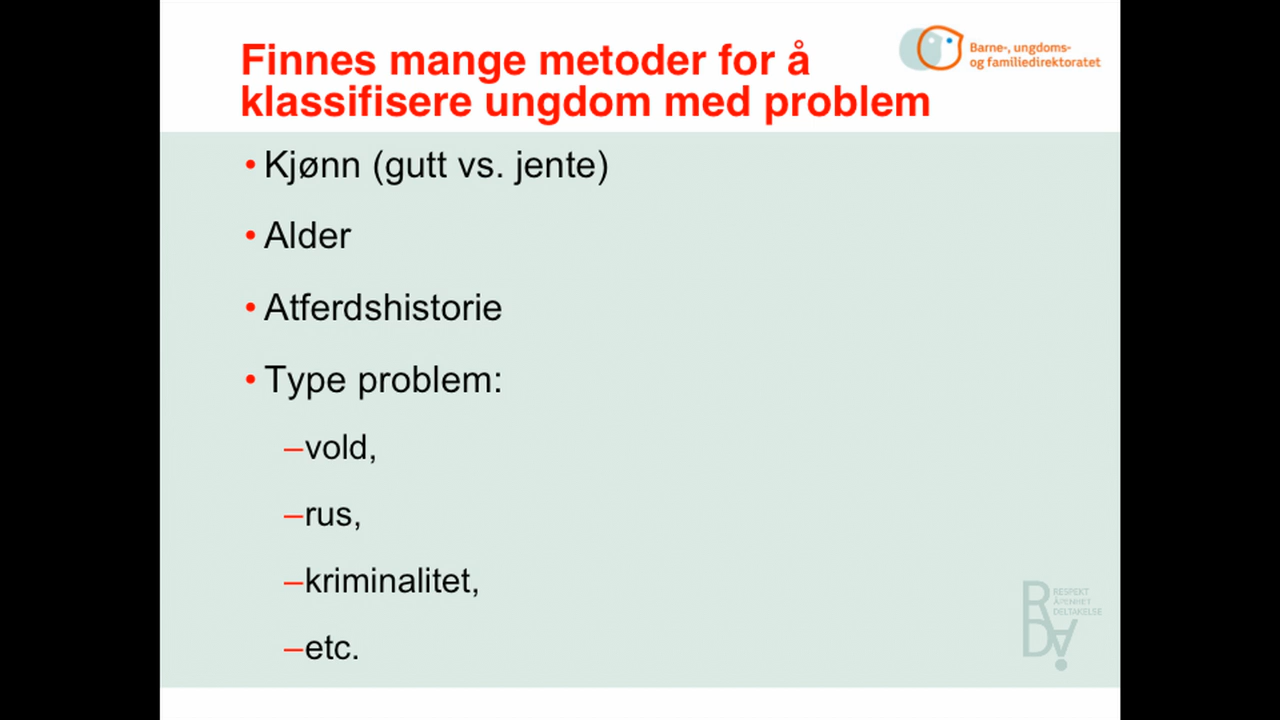 Finnes mange metoder for å
klassifisere ungdom med problem
Barne-, ungdoms-
og familiedirektoratet
• Kjønn (gutt vs. jente)
• Alder
• Atferdshistorie
• Type problem:
–vold,
–rus,
–kriminalitet,
–etc.
RESPEKT
ÅPENHET
DELTAKELSE
R
DÅ